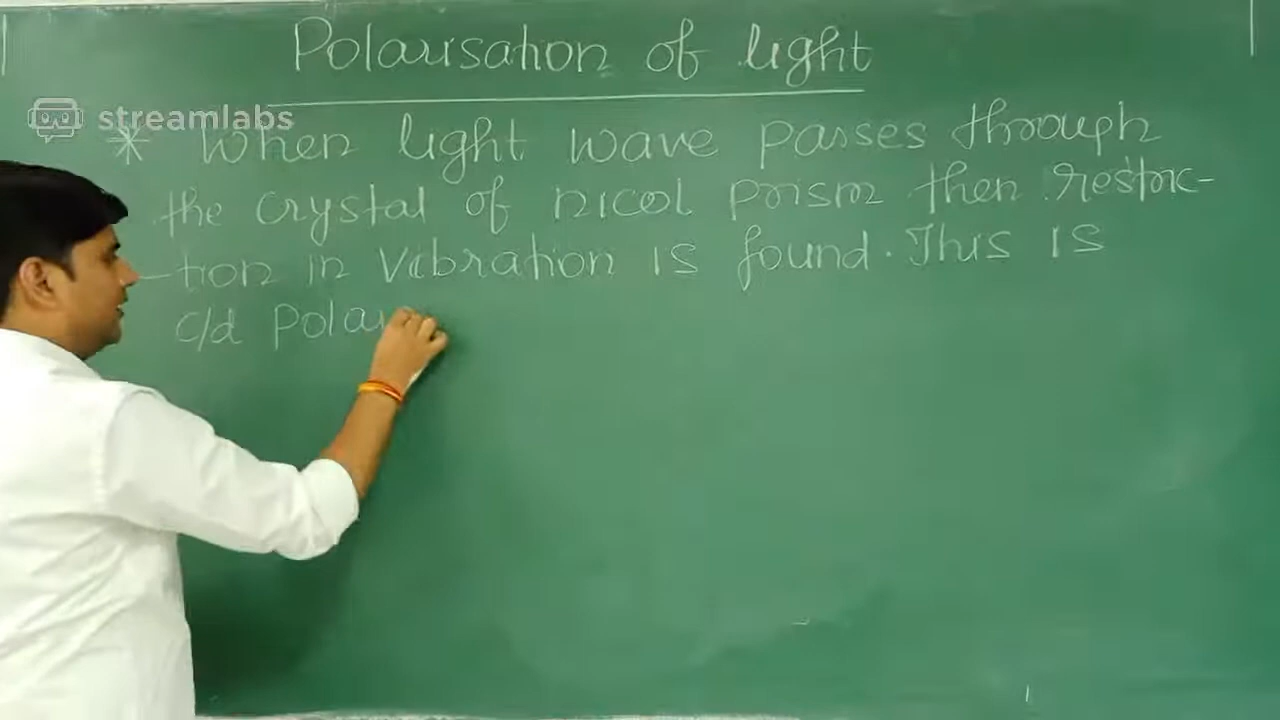 Polarisation of light
streamlabs
* When light wave passes through
the crystal of nicol prism then restric-
-tion in vibration is found. This is
c/d Pola